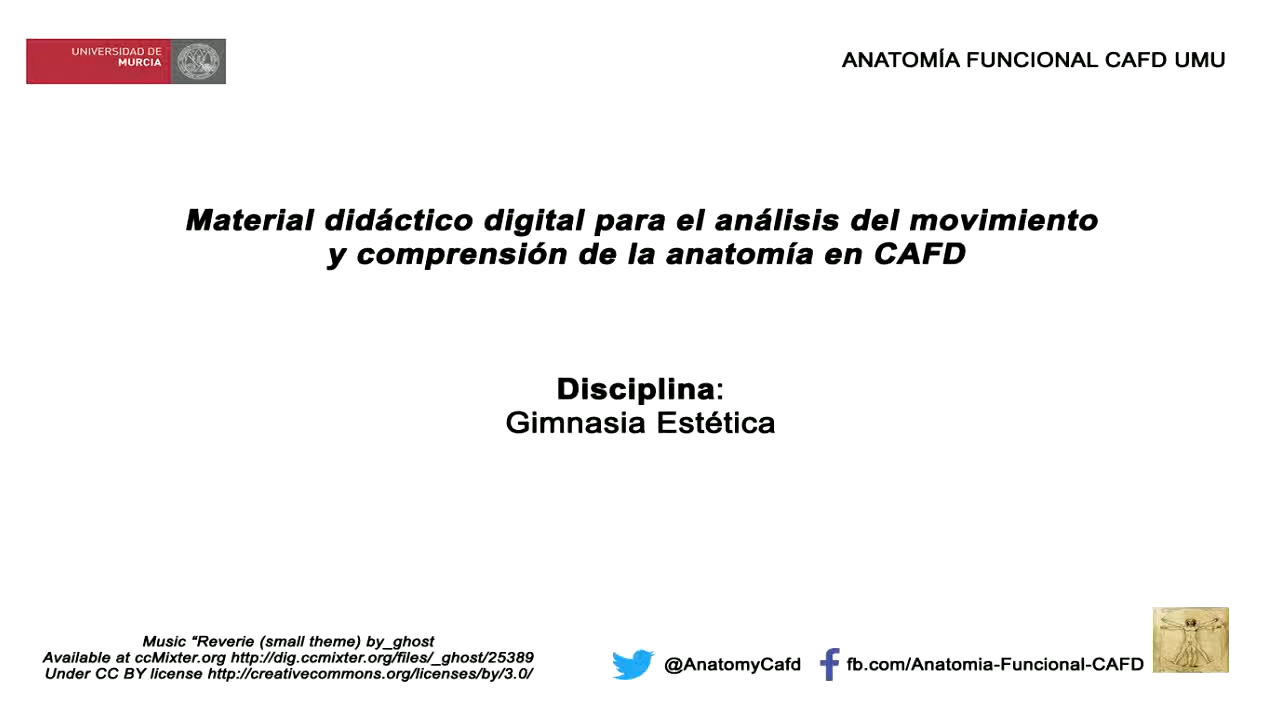 UNIVERSIDAD DE
MURCIA
ANATOMÍA FUNCIONAL CAFD UMU
Material didáctico digital para el análisis del movimiento
y comprensión de la anatomía en CAFD
Disciplina:
Gimnasia Estética
Music “Reverie (small theme) by_ghost
Available at ccMixter.org http://dig.ccmixter.org/files/_ghost/25389
Under CC BY license http://creativecommons.org/licenses/by/3.0/
@AnatomyCafd
fb.com/Anatomia-Funcional-CAFD